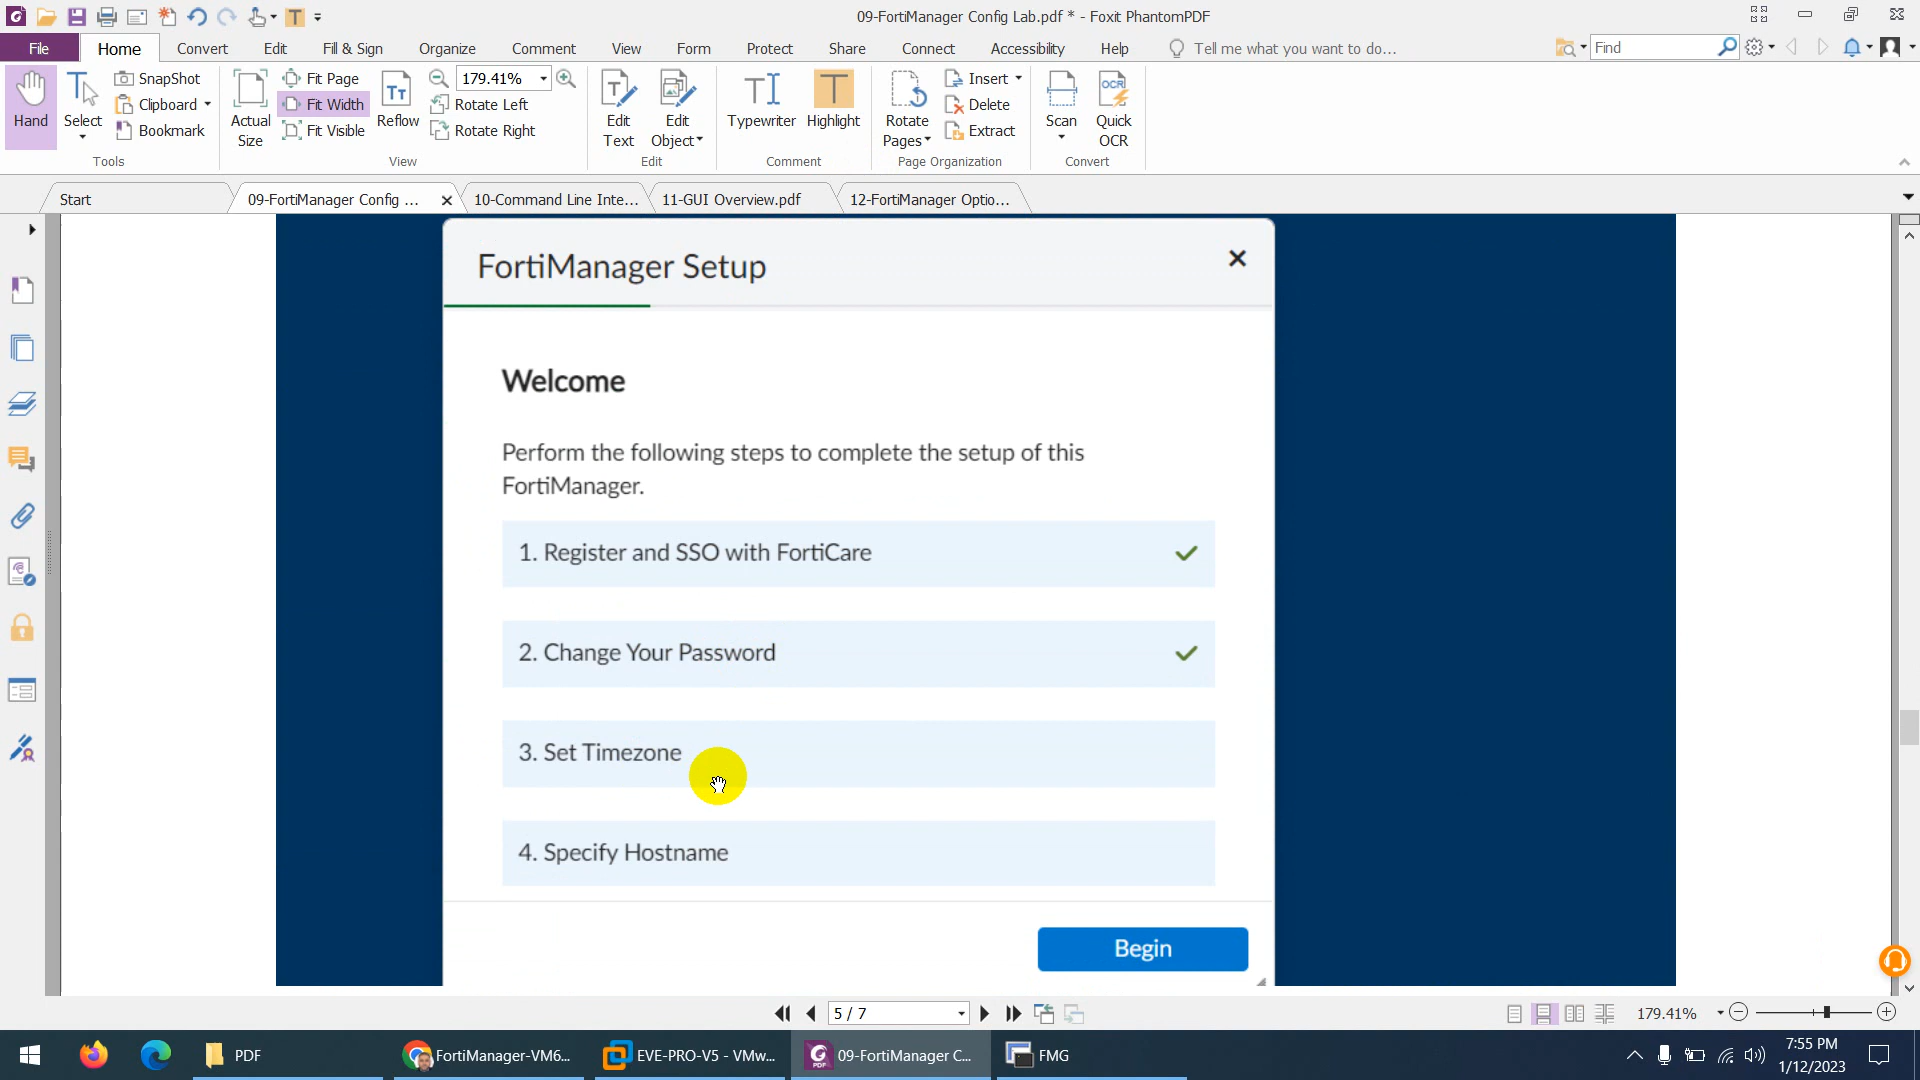 09-FortiManager Config Lab.pdf * - Foxit PhantomPDF
File Home Convert Edit Fill & Sign Organize Comment View Form Protect Share Connect Accessibility Help Tell me what you want to do... Find
Hand
Select
SnapShot
Clipboard
Bookmark
Tools
Actual Size
Fit Page
Fit Width
Fit Visible
Reflow
179.41%
Rotate Left
Rotate Right
View
Edit Text
Edit Object
Edit
Typewriter
Highlight
Comment
Rotate Pages
Insert
Delete
Extract
Page Organization
Scan
Quick OCR
Convert
Start
09-FortiManager Config ...
10-Command Line Inte...
11-GUI Overview.pdf
12-FortiManager Optio...
FortiManager Setup
Welcome
Perform the following steps to complete the setup of this
FortiManager.
1. Register and SSO with FortiCare
2. Change Your Password
3. Set Timezone
4. Specify Hostname
Begin
5 / 7
179.41%
PDF
FortiManager-VM6...
EVE-PRO-V5 - VMw...
09-FortiManager C...
FMG
7:55 PM
1/12/2023